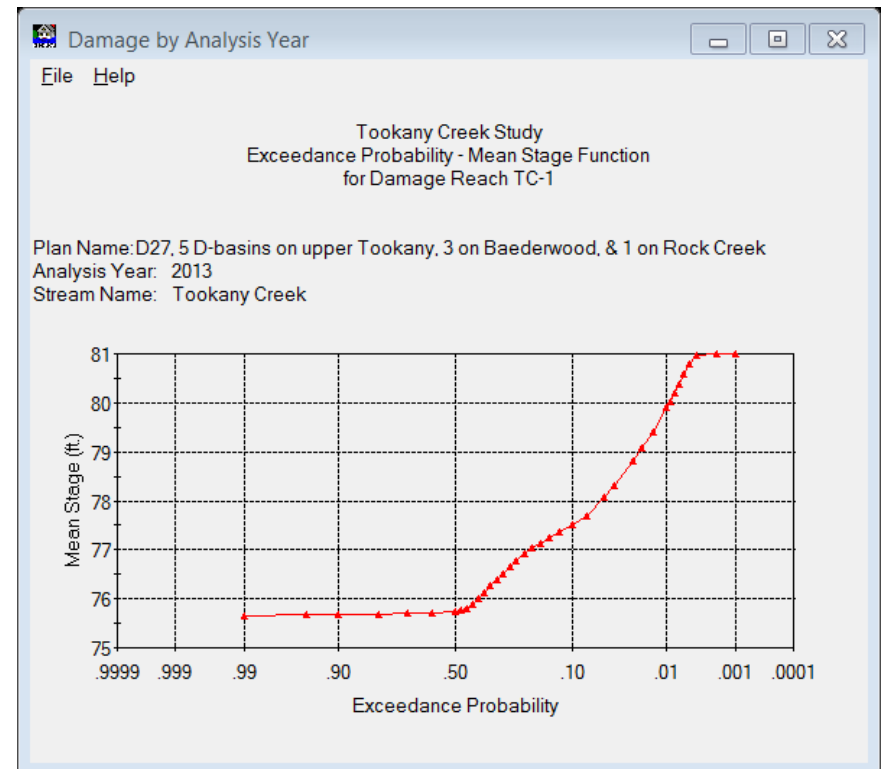 Damage by Analysis Year
File Help
Tookany Creek Study
Exceedance Probability - Mean Stage Function
for Damage Reach TC-1
Plan Name:D27, 5 D-basins on upper Tookany, 3 on Baederwood, & 1 on Rock Creek
Analysis Year: 2013
Stream Name: Tookany Creek
81
80
79
78
77
76
75
Mean Stage (ft.)
.9999 .999 .99 .90 .50 .10 .01 .001 .0001
Exceedance Probability